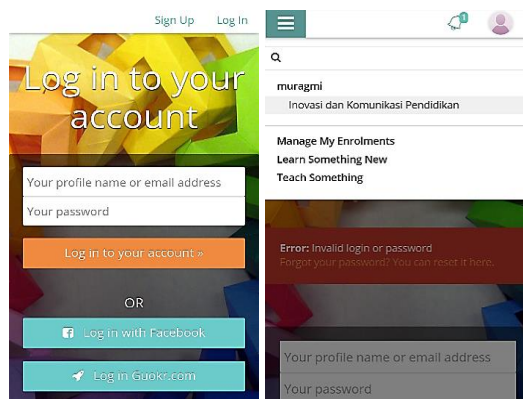 Sign Up Log In
Log in to your
account
Your profile name or email address
Your password
Log in to your account »
OR
Log in with Facebook
Log in Guokr.com
1
muragmi
Inovasi dan Komunikasi Pendidikan
Manage My Enrolments
Learn Something New
Teach Something
Error: Invalid login or password
Forgot your password? You can reset it here.
Your profile name or email address
Your password